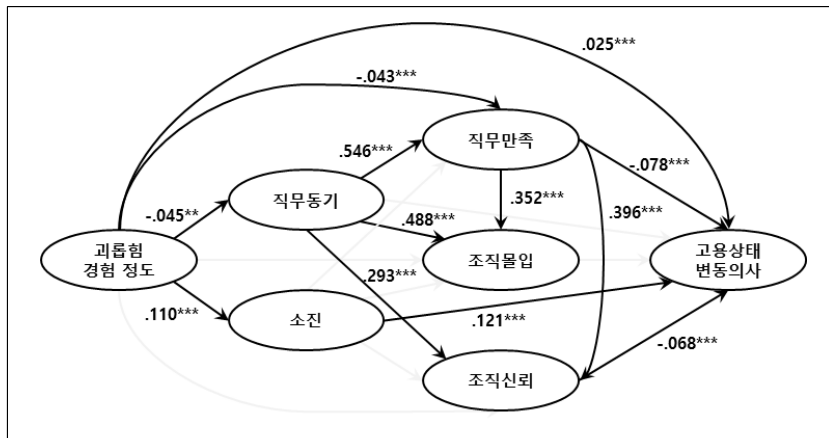 .025***
-.043***
직무만족
.546***
-.078***
.352***
-.045**
직무동기
.488***
.396***
괴롭힘
경험 정도
조직몰입
고용상태
변동의사
.293***
.110***
소진
.121***
-.068***
조직신뢰